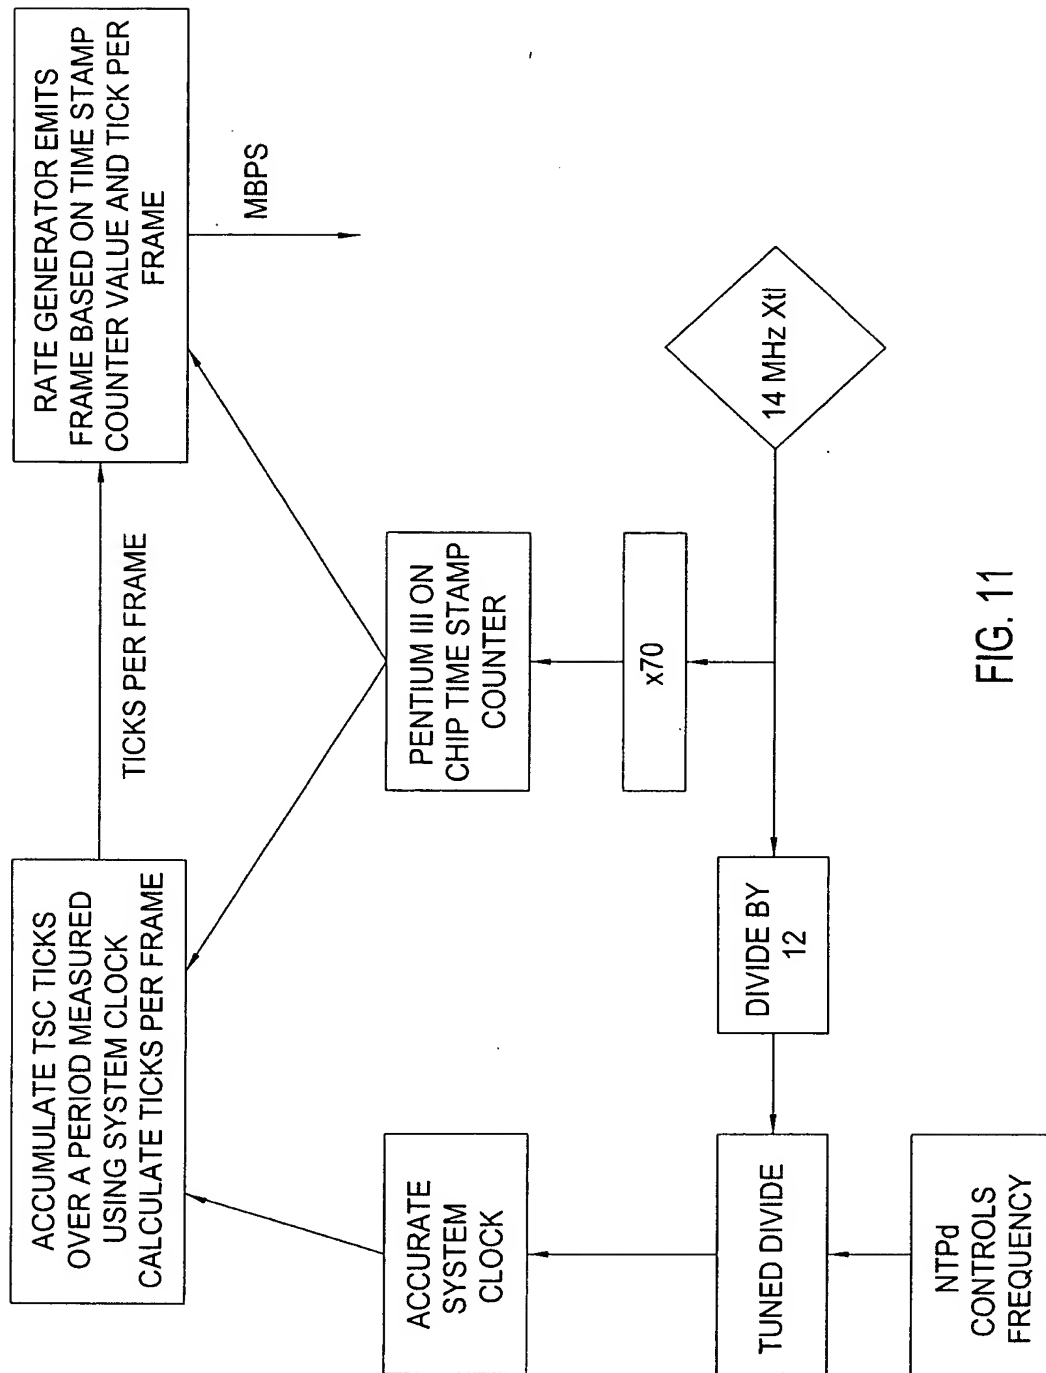 ACCUMULATE TSC TICKS
OVER A PERIOD MEASURED
USING SYSTEM CLOCK
CALCULATE TICKS PER FRAME
TICKS PER FRAME
RATE GENERATOR EMITS
FRAME BASED ON TIME STAMP
COUNTER VALUE AND TICK PER
FRAME
MBPS
ACCURATE
SYSTEM
CLOCK
PENTIUM III ON
CHIP TIME STAMP
COUNTER
x70
14 MHz Xtl
TUNED DIVIDE
DIVIDE BY
12
NTPd
CONTROLS
FREQUENCY
FIG. 11